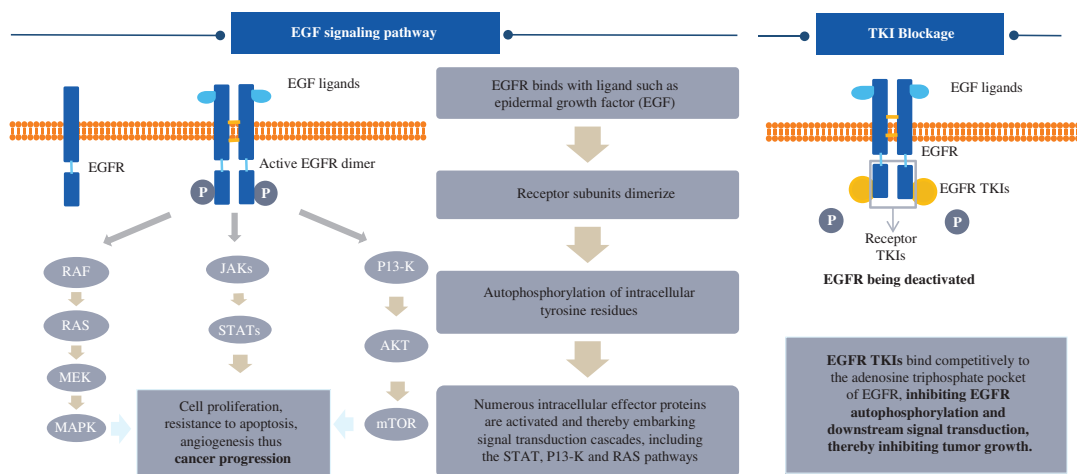 EGF signaling pathway
EGF ligands
EGFR
Active EGFR dimer
P
P
RAF
RAS
MEK
MAPK
JAKs
STATs
P13-K
AKT
mTOR
Cell proliferation,
resistance to apoptosis,
angiogenesis thus
cancer progression
EGFR binds with ligand such as
epidermal growth factor (EGF)
Receptor subunits dimerize
Autophosphorylation of intracellular
tyrosine residues
Numerous intracellular effector proteins
are activated and thereby embarking
signal transduction cascades, including
the STAT, P13-K and RAS pathways
TKI Blockage
EGF ligands
EGFR
EGFR TKIs
P
P
Receptor
TKIs
EGFR being deactivated
EGFR TKIs bind competitively to
the adenosine triphosphate pocket
of EGFR, inhibiting EGFR
autophosphorylation and
downstream signal transduction,
thereby inhibiting tumor growth.